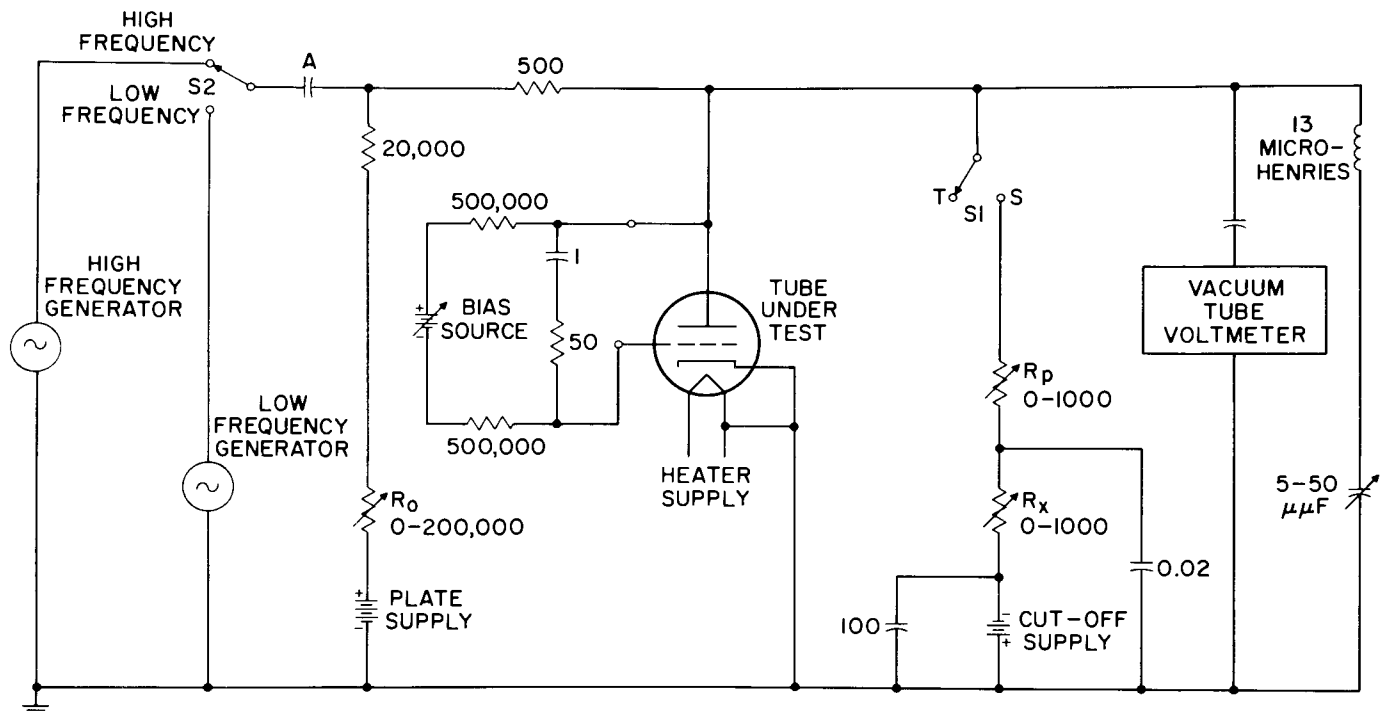 HIGH
FREQUENCY
S2
LOW
FREQUENCY
A
500
20,000
500,000
1
BIAS
SOURCE
50
500,000
TUBE
UNDER
TEST
HEATER
SUPPLY
HIGH
FREQUENCY
GENERATOR
LOW
FREQUENCY
GENERATOR
Ro
0-200,000
PLATE
SUPPLY
T
S1
S
Rp
0-1000
Rx
0-1000
100
CUT-OFF
SUPPLY
0.02
VACUUM
TUBE
VOLTMETER
13
MICRO-
HENRIES
5-50
μμF